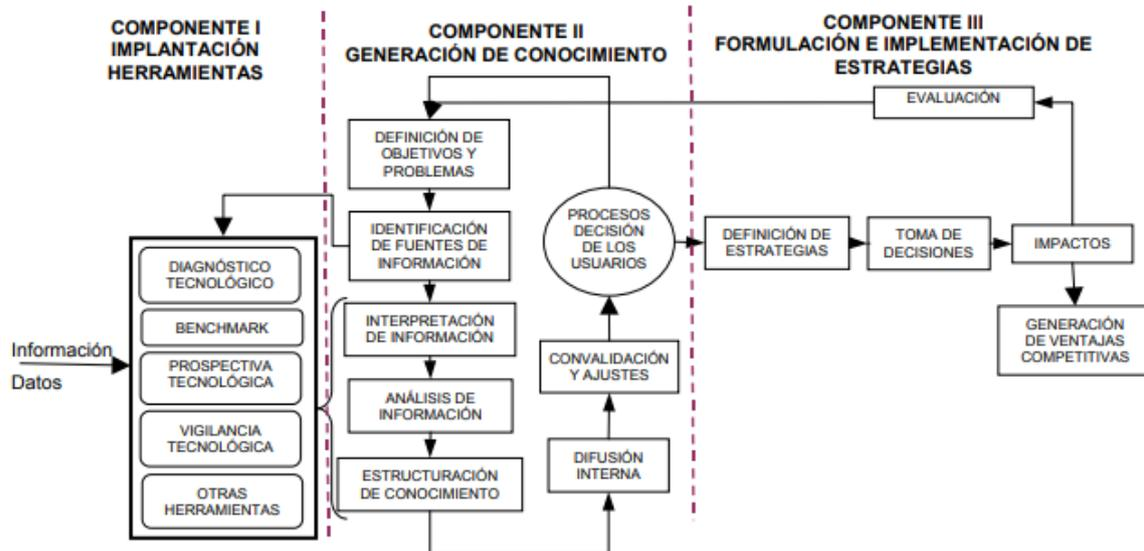 COMPONENTE I
IMPLANTACIÓN
HERRAMIENTAS
COMPONENTE II
GENERACIÓN DE CONOCIMIENTO
COMPONENTE III
FORMULACIÓN E IMPLEMENTACIÓN DE
ESTRATEGIAS
EVALUACIÓN
DEFINICIÓN DE
OBJETIVOS Y
PROBLEMAS
IDENTIFICACIÓN
DE FUENTES DE
INFORMACIÓN
INTERPRETACIÓN
DE INFORMACIÓN
ANÁLISIS DE
INFORMACIÓN
ESTRUCTURACIÓN
DE CONOCIMIENTO
Información
Datos
DIAGNÓSTICO
TECNOLÓGICO
BENCHMARK
PROSPECTIVA
TECNOLÓGICA
VIGILANCIA
TECNOLÓGICA
OTRAS
HERRAMIENTAS
PROCESOS
DECISIÓN
DE LOS
USUARIOS
CONVALIDACIÓN
Y AJUSTES
DIFUSIÓN
INTERNA
DEFINICIÓN DE
ESTRATEGIAS
TOMA DE
DECISIONES
IMPACTOS
GENERACIÓN
DE VENTAJAS
COMPETITIVAS